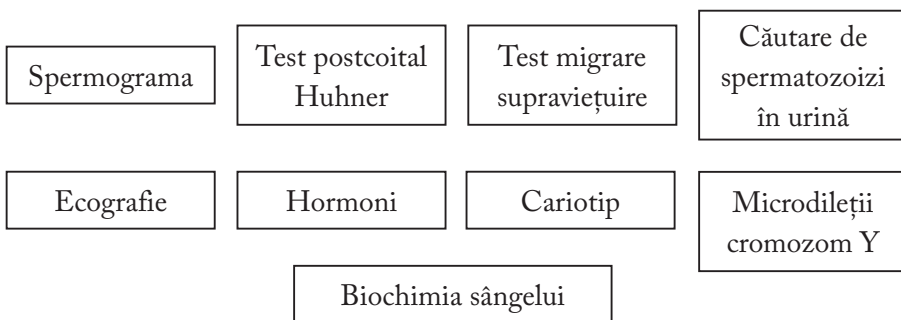 Spermograma
Test postcoital
Huhner
Test migrare
supraviețuire
Căutare de
spermatozoizi
în urină
Ecografie
Hormoni
Cariotip
Microdileții
cromozom Y
Biochimia sângelui